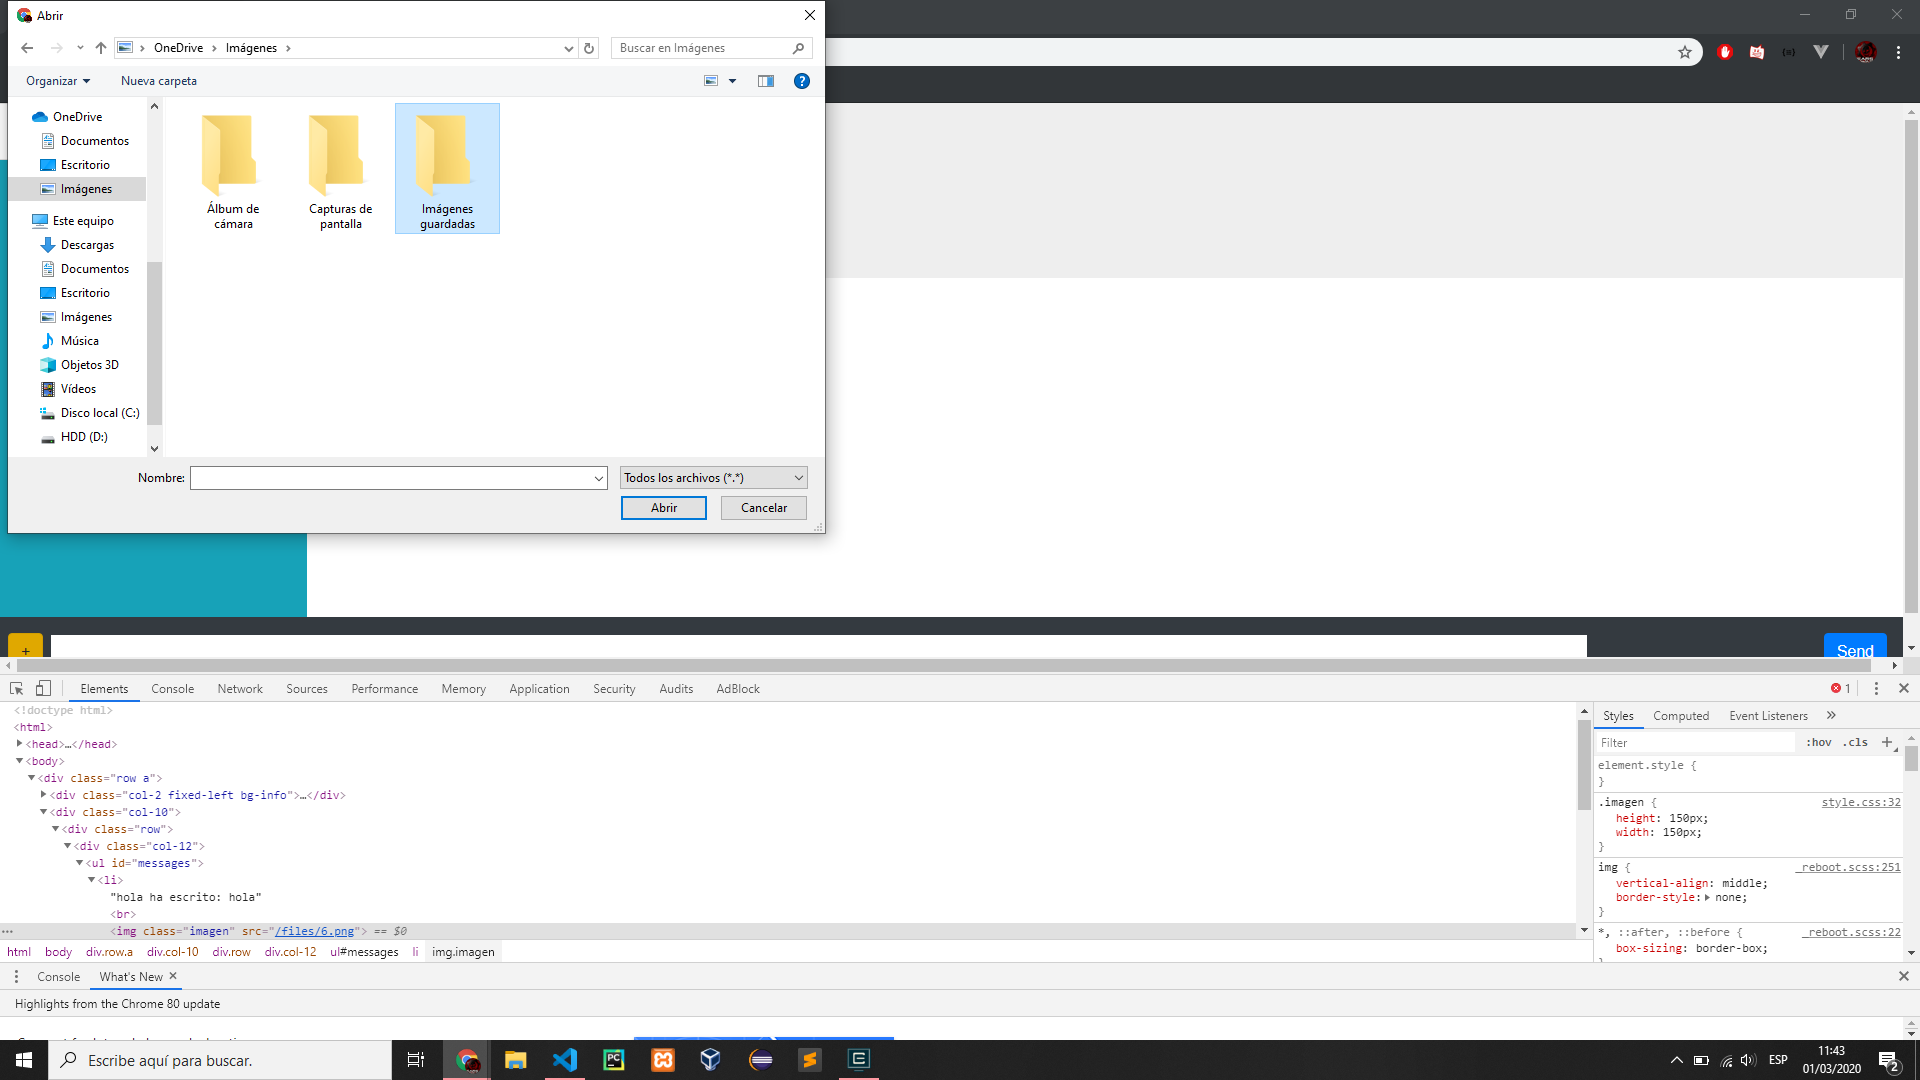 Abrir
OneDrive
Imágenes
Buscar en Imágenes
Organizar
Nueva carpeta
OneDrive
Documentos
Escritorio
Imágenes
Este equipo
Descargas
Documentos
Escritorio
Imágenes
Música
Objetos 3D
Vídeos
Disco local (C:)
HDD (D:)
Álbum de
cámara
Capturas de
pantalla
Imágenes
guardadas
Nombre:
Todos los archivos (*.*)
Abrir
Cancelar
+
Send
Elements
Console
Network
Sources
Performance
Memory
Application
Security
Audits
AdBlock
1
<!doctype html>
<html>
<head>…</head>
<body>
<div class="row a">
<div class="col-2 fixed-left bg-info">…</div>
<div class="col-10">
<div class="row">
<div class="col-12">
<ul id="messages">
<li>
"hola ha escrito: hola"
<br>
<img class="imagen" src="/files/6.png"> == $0
html body div.row.a div.col-10 div.row div.col-12 ul#messages li img.imagen
Styles Computed Event Listeners »
Filter :hov .cls +
element.style {
}
.imagen { style.css:32
height: 150px;
width: 150px;
}
img { _reboot.scss:251
vertical-align: middle;
border-style: none;
}
*, ::after, ::before { _reboot.scss:22
box-sizing: border-box;
Console What's New
Highlights from the Chrome 80 update
Escribe aquí para buscar.
ESP
11:43
01/03/2020
2